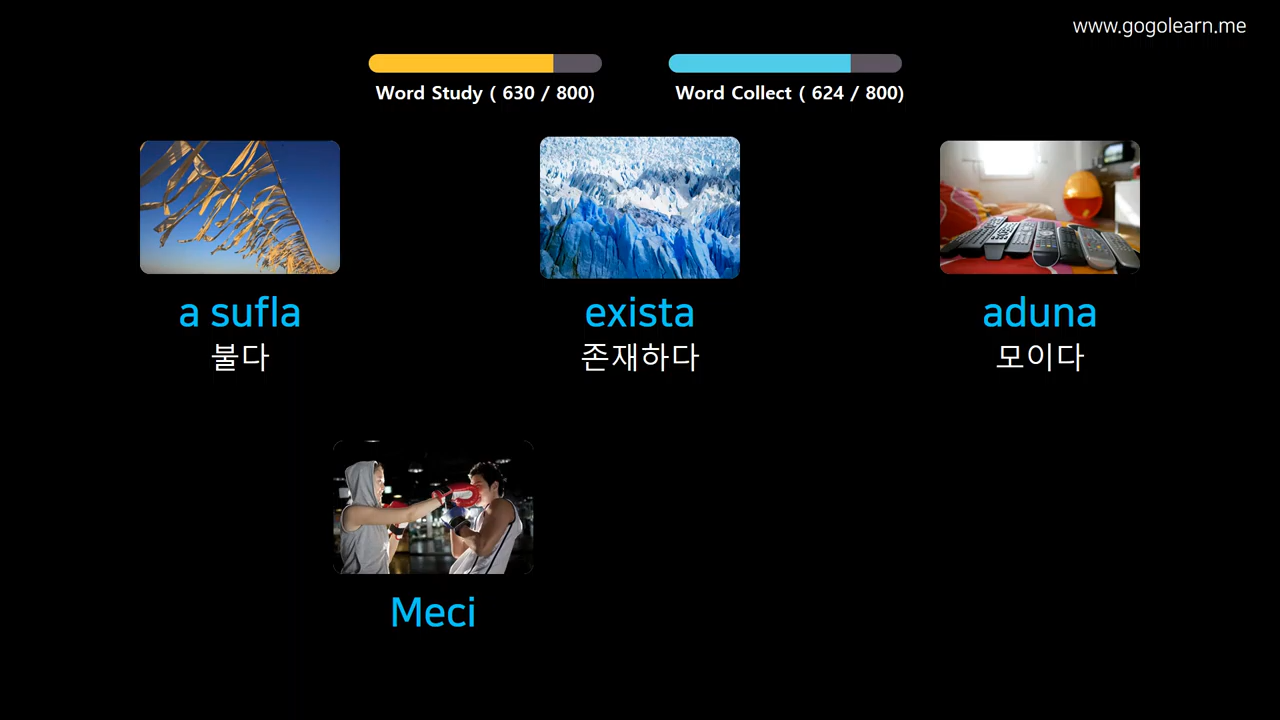 www.gogolearn.me
Word Study ( 630 / 800)
Word Collect ( 624 / 800)
a sufla
불다
exista
존재하다
aduna
모이다
Meci